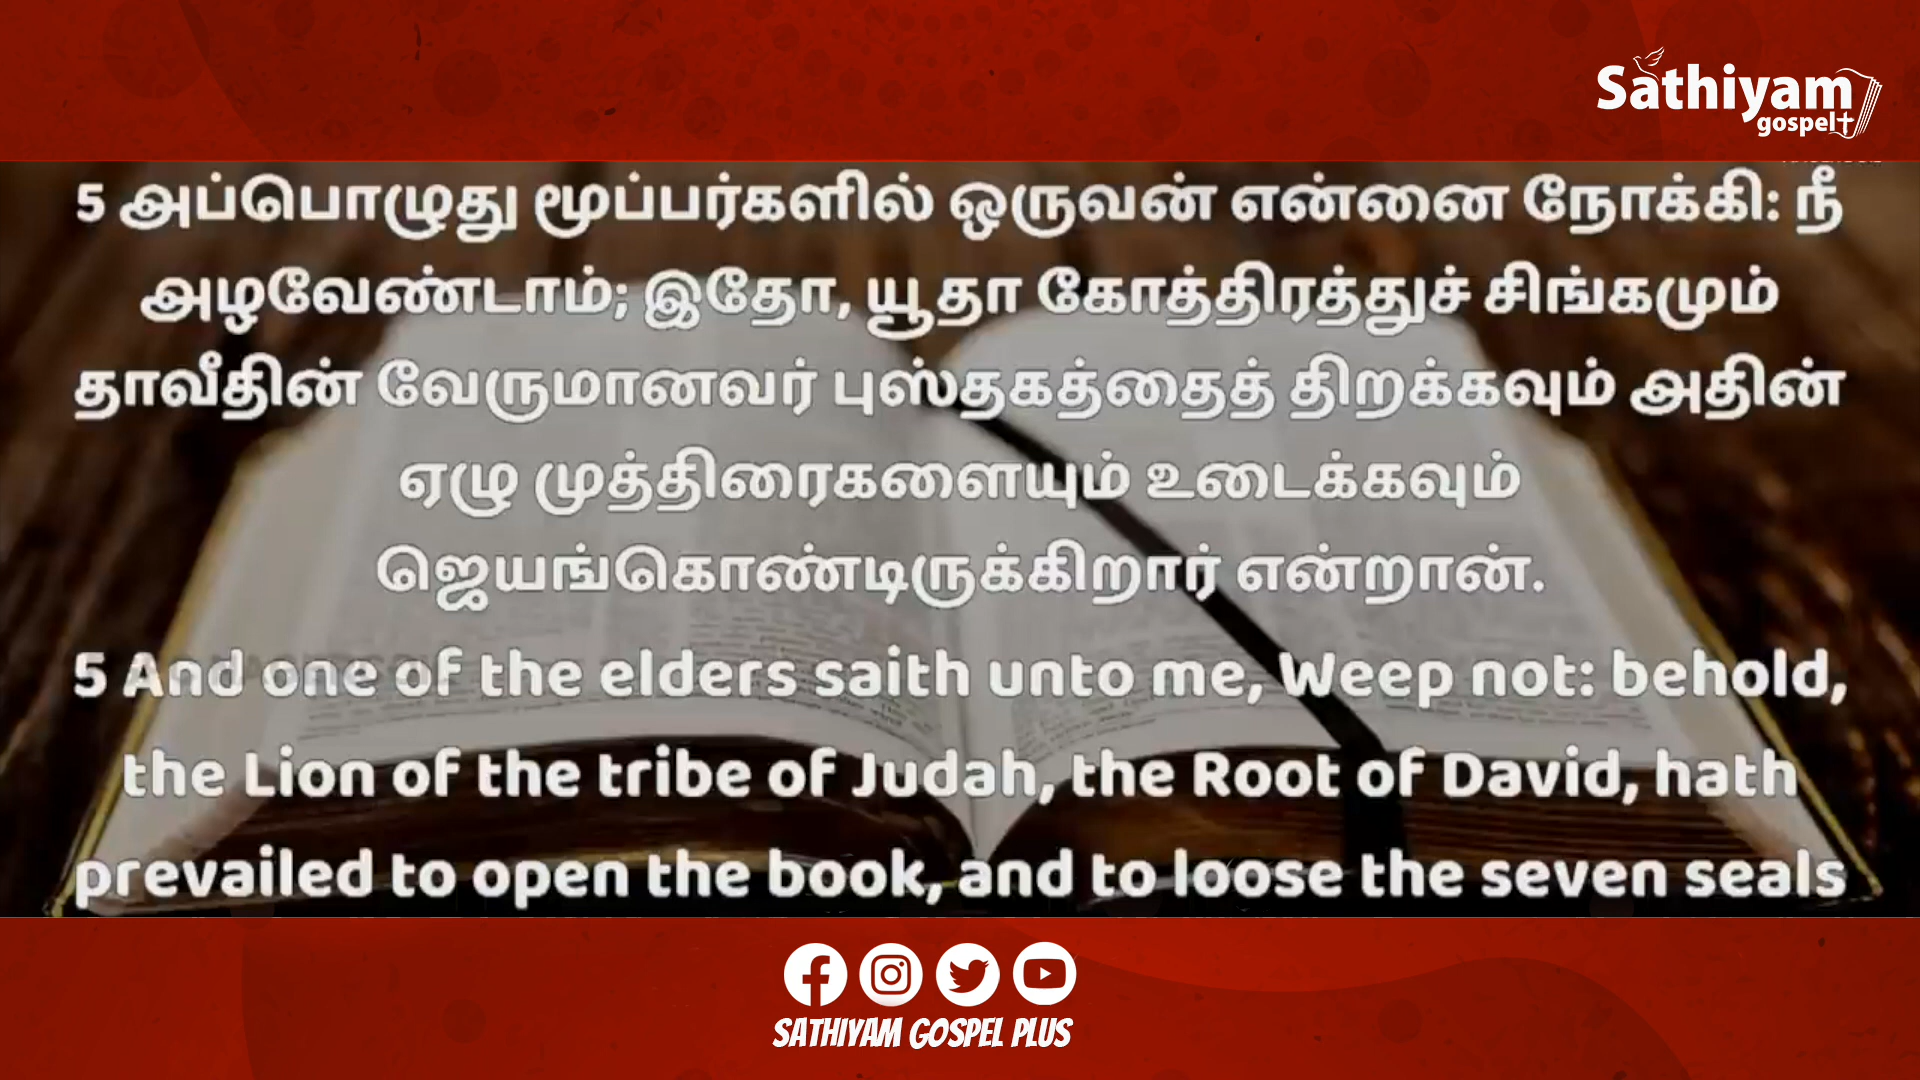 Sathiyam
gospel
5 அப்பொழுது மூப்பர்களில் ஒருவன் என்னை நோக்கி: நீ
அழவேண்டாம்; இதோ, யூதா கோத்திரத்துச் சிங்கமும்
தாவீதின் வேருமானவர் புஸ்தகத்தைத் திறக்கவும் அதின்
ஏழு முத்திரைகளையும் உடைக்கவும்
ஜெயங்கொண்டிருக்கிறார் என்றான்.
5 And one of the elders saith unto me, Weep not: behold,
the Lion of the tribe of Judah, the Root of David, hath
prevailed to open the book, and to loose the seven seals
SATHIYAM GOSPEL PLUS